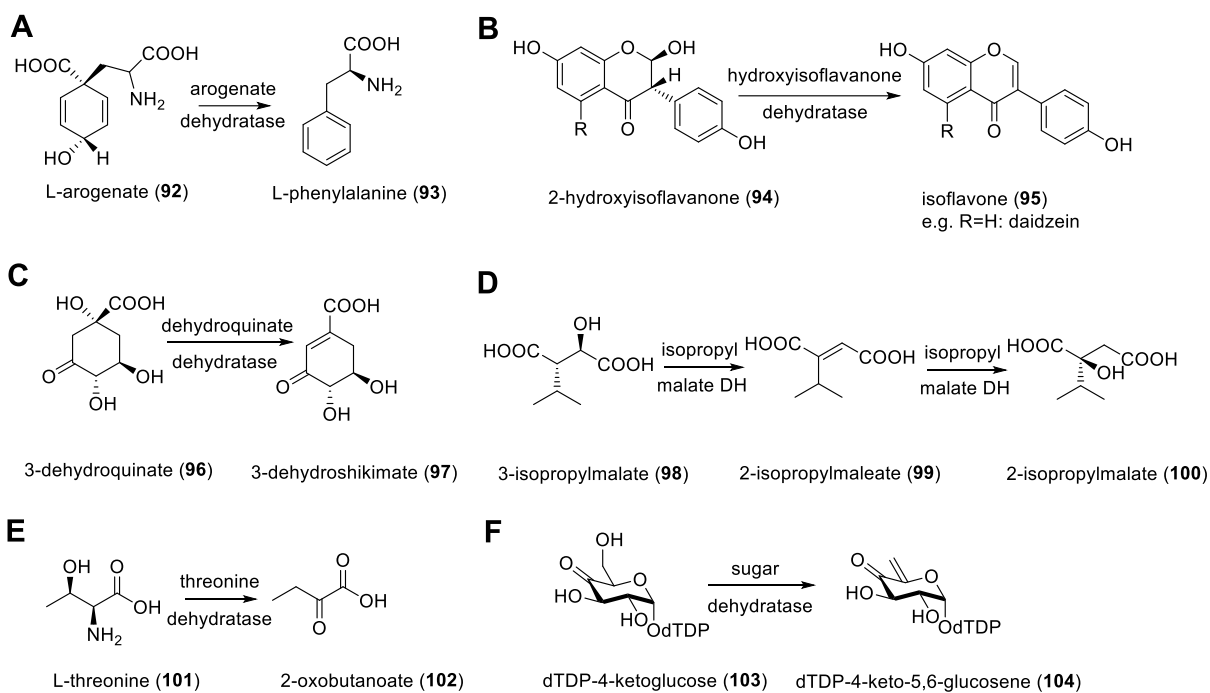 A
HOOC
COOH
NH2
HO
H
L-arogenate (92)
arogenate
dehydratase
COOH
NH2
L-phenylalanine (93)
B
HO
O
OH
H
R
O
OH
2-hydroxyisoflavanone (94)
hydroxyisoflavanone
dehydratase
HO
O
R
O
OH
isoflavone (95)
e.g. R=H: daidzein
C
HO
COOH
O
OH
OH
3-dehydroquinate (96)
dehydroquinate
dehydratase
COOH
O
OH
OH
3-dehydroshikimate (97)
D
OH
HOOC
COOH
3-isopropylmalate (98)
isopropyl
malate DH
HOOC
COOH
2-isopropylmaleate (99)
isopropyl
malate DH
HOOC
COOH
OH
2-isopropylmalate (100)
E
OH
O
OH
NH2
L-threonine (101)
threonine
dehydratase
O
OH
O
2-oxobutanoate (102)
F
OH
O
O
HO
HO
OdTDP
dTDP-4-ketoglucose (103)
sugar
dehydratase
O
O
HO
HO
OdTDP
dTDP-4-keto-5,6-glucosene (104)